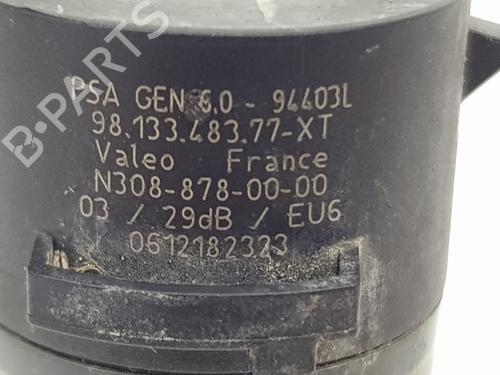 PSA GEN 6.0 - 94403L
98.133.483.77-XT
Valeo France
N308-878-00-00
03 / 29dB / EU6
0612182323
B-PARTS